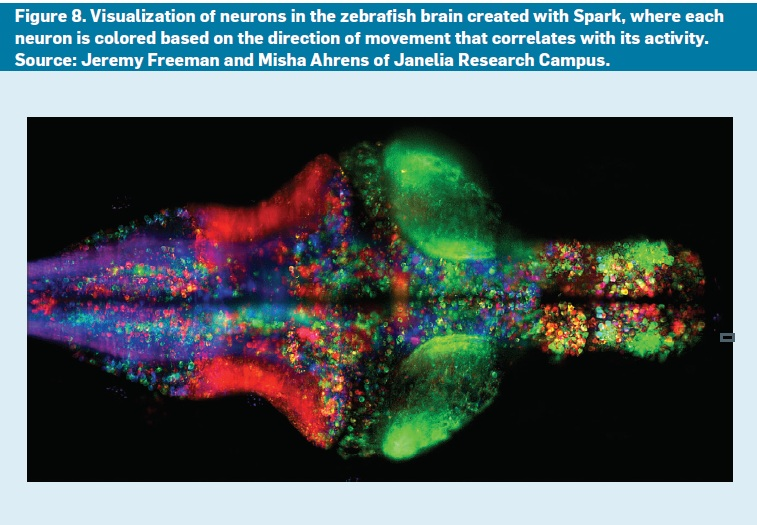 Figure 8. Visualization of neurons in the zebrafish brain created with Spark, where each
neuron is colored based on the direction of movement that correlates with its activity.
Source: Jeremy Freeman and Misha Ahrens of Janelia Research Campus.